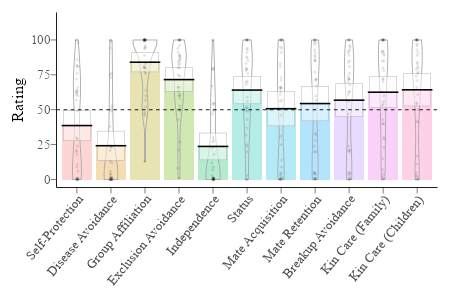 100
75
50
25
0
Rating
Self-Protection
Disease Avoidance
Group Affiliation
Exclusion Avoidance
Independence
Status
Mate Acquisition
Mate Retention
Breakup Avoidance
Kin Care (Family)
Kin Care (Children)